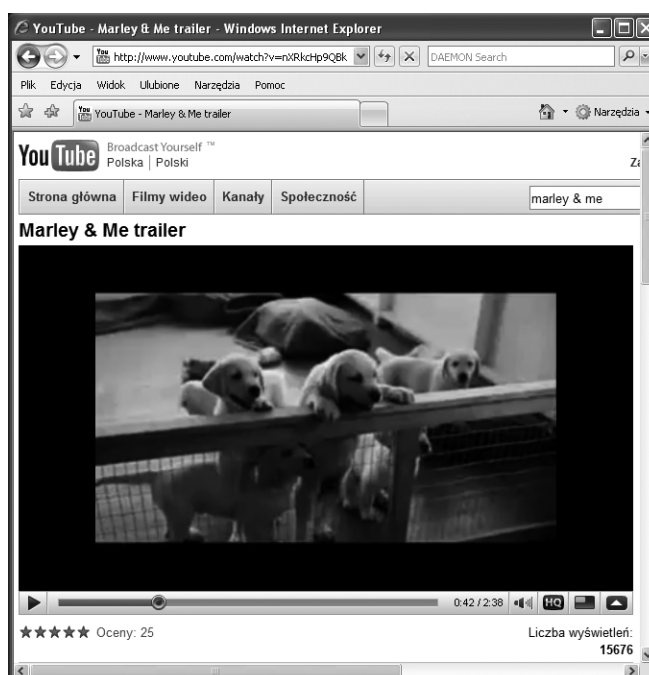 YouTube - Marley & Me trailer - Windows Internet Explorer
http://www.youtube.com/watch?v=nXRkcHp9QBk DAEMON Search
Plik Edycja Widok Ulubione Narzędzia Pomoc
YouTube - Marley & Me trailer Narzędzia
YouTube Broadcast Yourself ™
Polska | Polski
Strona główna Filmy wideo Kanały Społeczność marley & me
Marley & Me trailer
0:42 / 2:38 HQ
Oceny: 25 Liczba wyświetleń:
15676